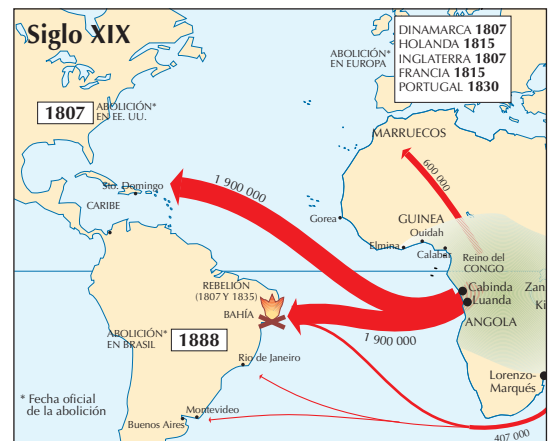 Siglo XIX
DINAMARCA 1807
HOLANDA 1815
INGLATERRA 1807
FRANCIA 1815
PORTUGAL 1830
ABOLICIÓN*
EN EUROPA
1807
ABOLICIÓN*
EN EE. UU.
MARRUECOS
600 000
1 900 000
Sto. Domingo
CARIBE
Gorea
GUINEA
Ouidah
Elmina
Calabar
Reino del
CONGO
REBELIÓN
(1807 Y 1835)
BAHÍA
Cabinda
Luanda
Zan
Ki
ANGOLA
1 900 000
ABOLICIÓN*
EN BRASIL
1888
Rio de Janeiro
Lorenzo-
Marqués
* Fecha oficial
de la abolición
Montevideo
Buenos Aires
407 000